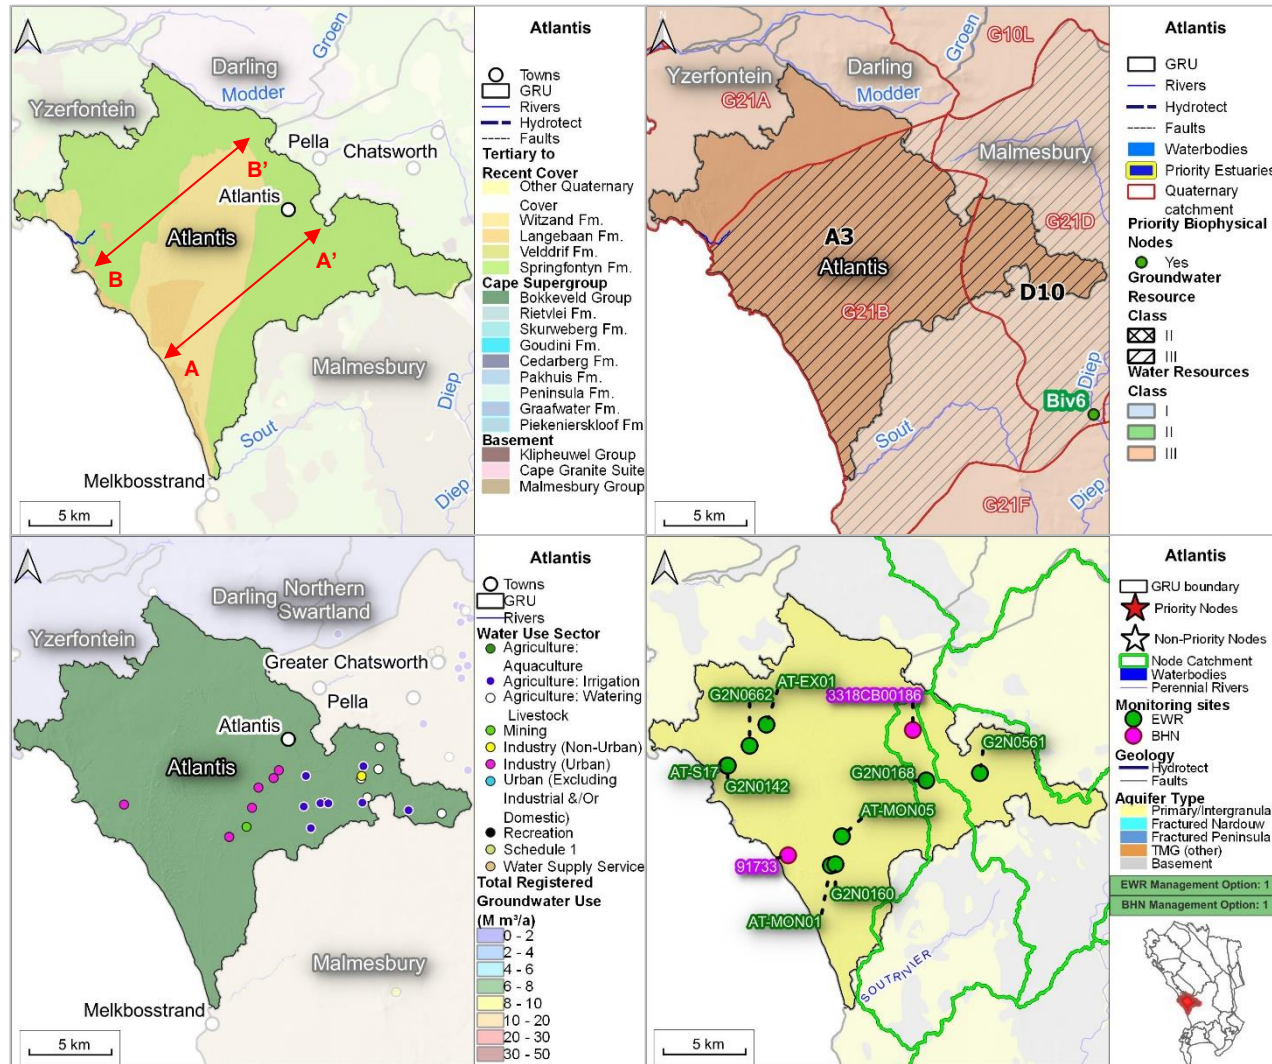 Groen
Darling
Modder
Yzerfontein
Pella
Chatsworth
B'
Atlantis
Atlantis
A'
B
A
Malmesbury
Sout
Diep
Diep
Melkbosstrand
5 km
Atlantis
Towns
GRU
Rivers
Hydrotect
Faults
Tertiary to
Recent Cover
Other Quaternary
Cover
Witzand Fm.
Langebaan Fm.
Velddrif Fm.
Springfontyn Fm.
Cape Supergroup
Bokkeveld Group
Rietvlei Fm.
Skurweberg Fm.
Goudini Fm.
Cedarberg Fm.
Pakhuis Fm.
Peninsula Fm.
Graafwater Fm.
Piekenierskloof Fm
Basement
Klipheuwel Group
Cape Granite Suite
Malmesbury Group
Groen
G10L
Yzerfontein
Darling
Modder
G21A
Malmesbury
G21D
A3
Atlantis
D10
G21B
Biv6
Diep
Sout
G21F
Diep
5 km
Atlantis
GRU
Rivers
Hydrotect
Faults
Waterbodies
Priority Estuaries
Quaternary
catchment
Priority Biophysical
Nodes
Yes
Groundwater
Resource
Class
II
III
Water Resources
Class
I
II
III
Darling
Northern
Swartland
Yzerfontein
Greater Chatsworth
Pella
Atlantis
Atlantis
Malmesbury
Melkbosstrand
5 km
Atlantis
Towns
GRU
Rivers
Water Use Sector
Agriculture:
Aquaculture
Agriculture: Irrigation
Agriculture: Watering
Livestock
Mining
Industry (Non-Urban)
Industry (Urban)
Urban (Excluding
Industrial &/Or
Domestic)
Recreation
Schedule 1
Water Supply Service
Total Registered
Groundwater Use
(M m³/a)
0 - 2
2 - 4
4 - 6
6 - 8
8 - 10
10 - 20
20 - 30
30 - 50
AT-EX01
G2N0662
3318CB00186
G2N0561
AT-S17
G2N0142
G2N0168
AT-MON05
91733
G2N0160
AT-MON01
SOUTRIVIER
5 km
Atlantis
GRU boundary
Priority Nodes
Non-Priority Nodes
Node Catchment
Waterbodies
Perennial Rivers
Monitoring sites
EWR
BHN
Geology
Hydrotect
Faults
Aquifer Type
Primary/Intergranula
Fractured Nardouw
Fractured Peninsula
TMG (other)
Basement
EWR Management Option: 1
BHN Management Option: 1